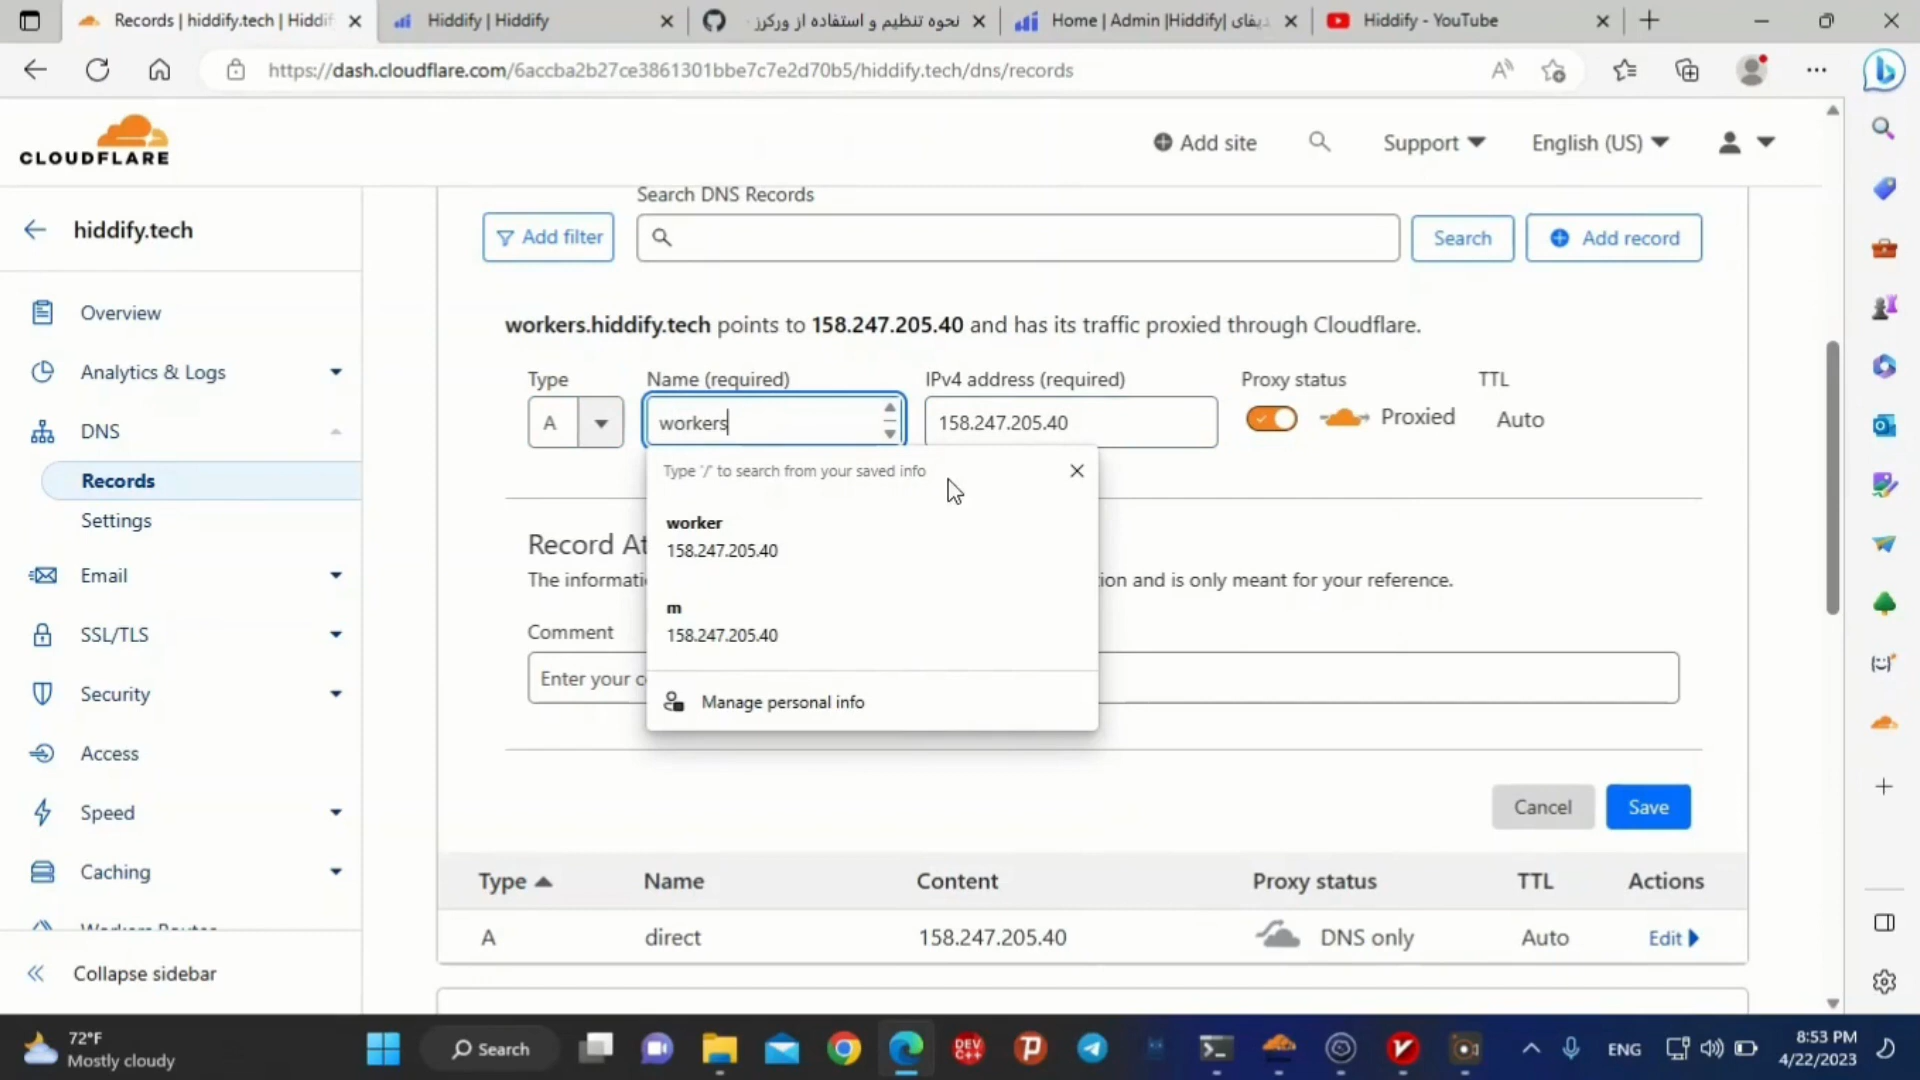 Records | hiddify.tech | Hiddif
Hiddify | Hiddify
نحوه تنظیم و استفاده از ورکرز
Home | Admin |Hiddify| دیفای
Hiddify - YouTube
https://dash.cloudflare.com/6accba2b27ce3861301bbe7c7e2d70b5/hiddify.tech/dns/records
CLOUDFLARE
Add site
Support
English (US)
hiddify.tech
Overview
Analytics & Logs
DNS
Records
Settings
Email
SSL/TLS
Security
Access
Speed
Caching
Collapse sidebar
Search DNS Records
Add filter
Search
Add record
workers.hiddify.tech points to 158.247.205.40 and has its traffic proxied through Cloudflare.
Type
Name (required)
IPv4 address (required)
Proxy status
TTL
A
workers
158.247.205.40
Proxied
Auto
Type '/' to search from your saved info
worker
158.247.205.40
m
158.247.205.40
Manage personal info
Record At
The informati
ion and is only meant for your reference.
Comment
Enter your c
Cancel
Save
Type
Name
Content
Proxy status
TTL
Actions
A
direct
158.247.205.40
DNS only
Auto
Edit
72°F
Mostly cloudy
Search
DEV
C++
ENG
8:53 PM
4/22/2023